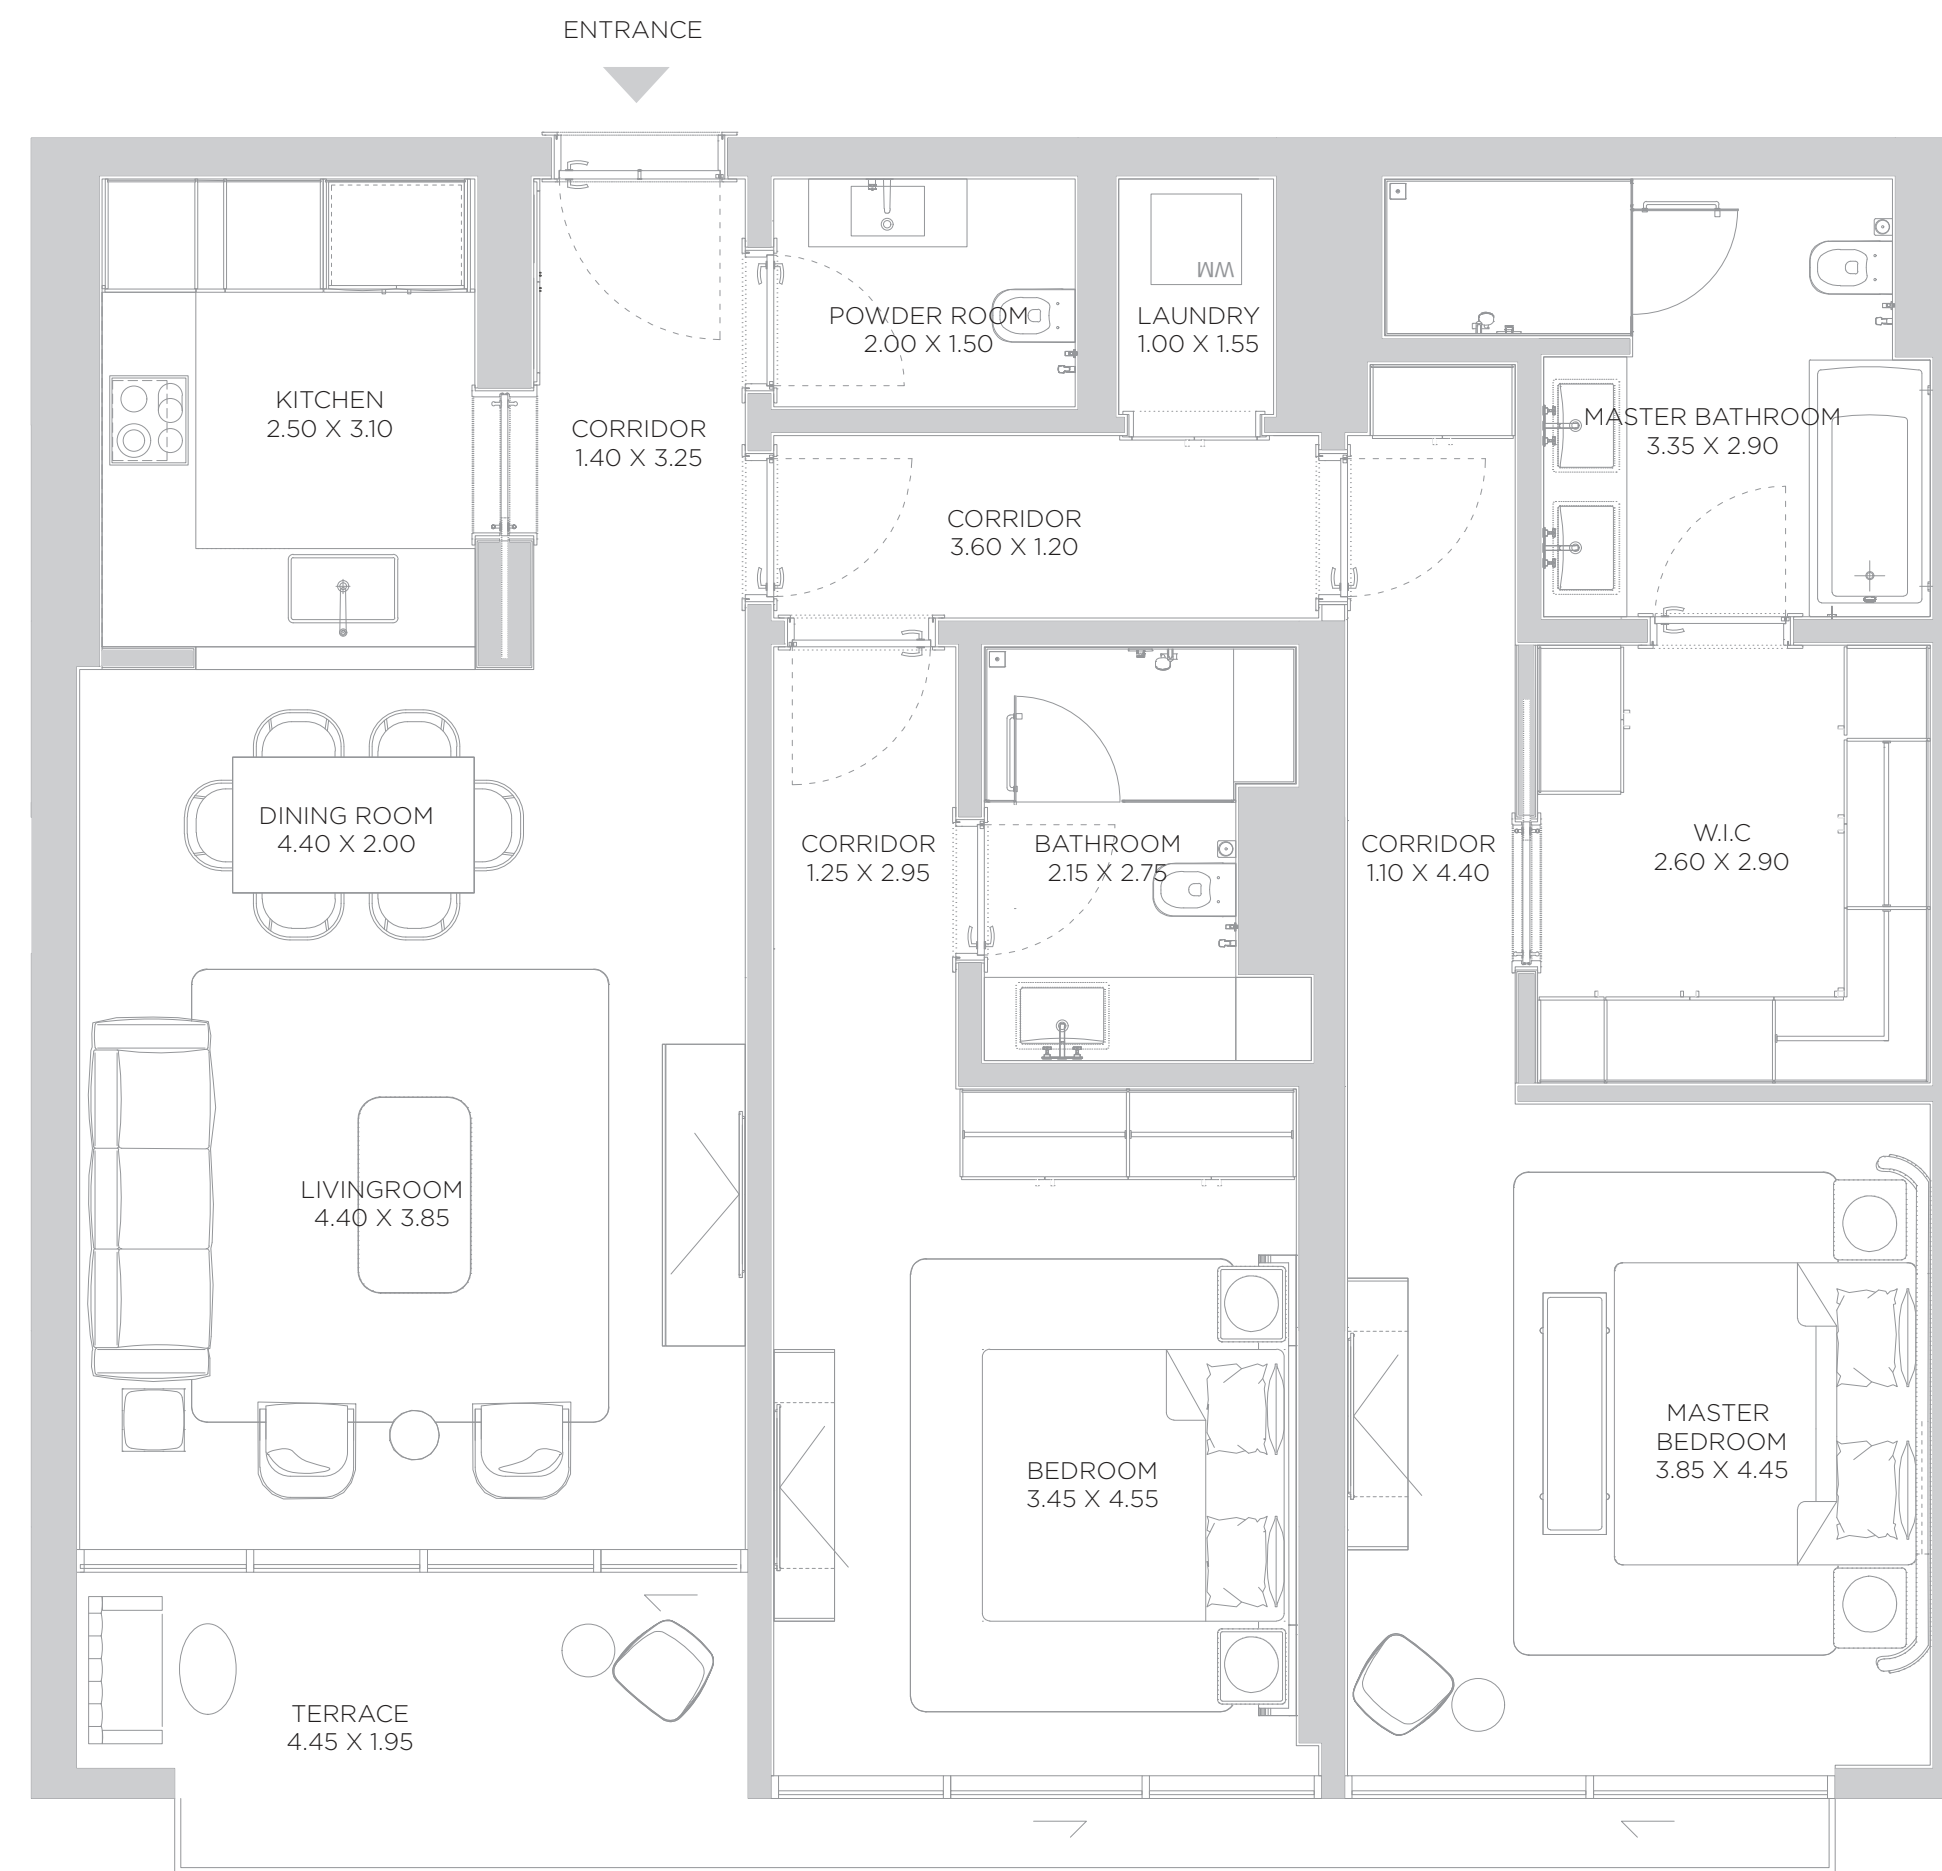 ENTRANCE
POWDER ROOM
2.00 X 1.50
LAUNDRY
1.00 X 1.55
WM
KITCHEN
2.50 X 3.10
CORRIDOR
1.40 X 3.25
MASTER BATHROOM
3.35 X 2.90
CORRIDOR
3.60 X 1.20
DINING ROOM
4.40 X 2.00
CORRIDOR
1.25 X 2.95
BATHROOM
2.15 X 2.75
CORRIDOR
1.10 X 4.40
W.I.C
2.60 X 2.90
LIVINGROOM
4.40 X 3.85
BEDROOM
3.45 X 4.55
MASTER
BEDROOM
3.85 X 4.45
TERRACE
4.45 X 1.95